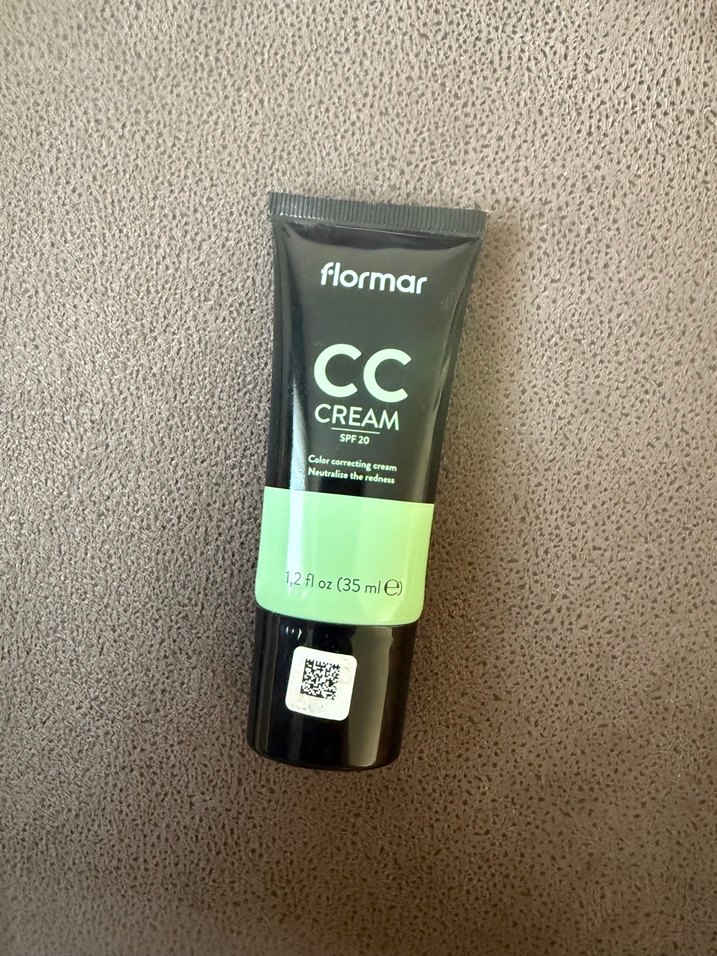 flormar
CC
CREAM
SPF 20
Color correcting cream
Neutralize the redness
1,2 fl oz (35 ml ℮)